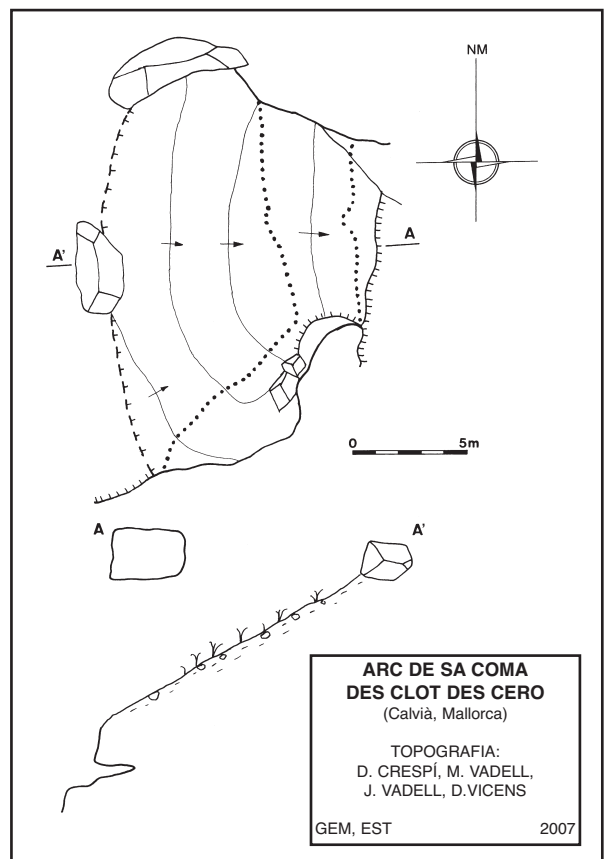 NM
A
A'
0 5m
A A'
ARC DE SA COMA
DES CLOT DES CERO
(Calvià, Mallorca)
TOPOGRAFIA:
D. CRESPÍ, M. VADELL,
J. VADELL, D.VICENS
GEM, EST 2007